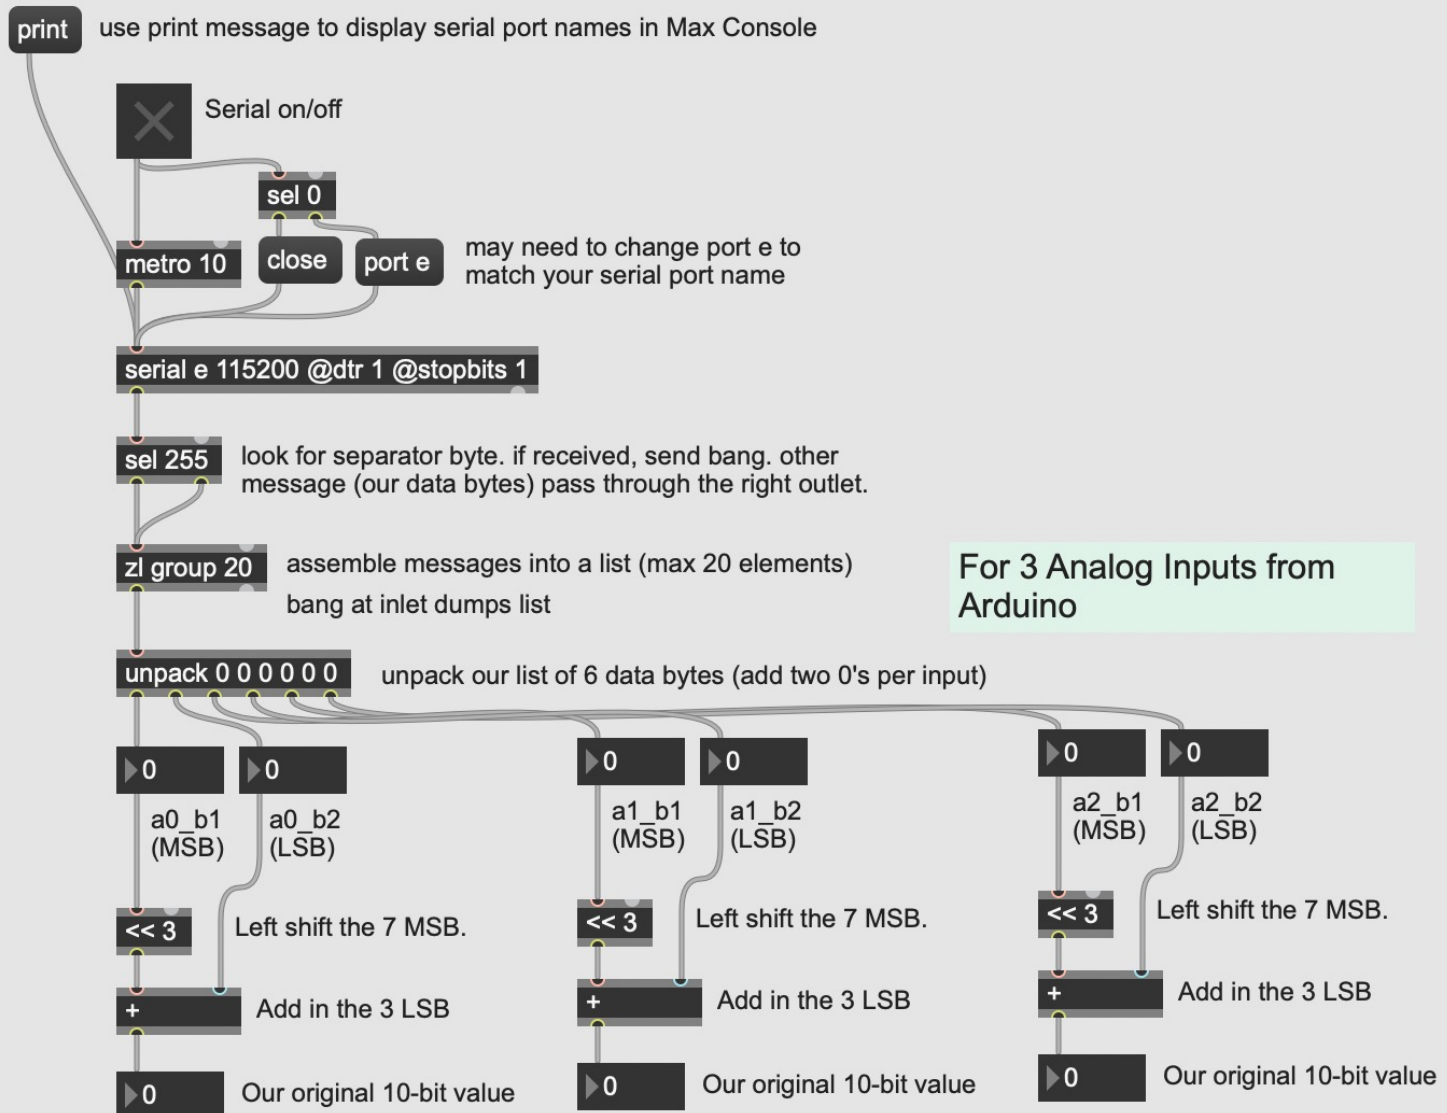 print
use print message to display serial port names in Max Console
Serial on/off
sel 0
metro 10
close
port e
may need to change port e to
match your serial port name
serial e 115200 @dtr 1 @stopbits 1
sel 255
look for separator byte. if received, send bang. other
message (our data bytes) pass through the right outlet.
zl group 20
assemble messages into a list (max 20 elements)
bang at inlet dumps list
For 3 Analog Inputs from
Arduino
unpack 0 0 0 0 0 0
unpack our list of 6 data bytes (add two 0's per input)
0
0
0
0
0
0
a0_b1
(MSB)
a0_b2
(LSB)
a1_b1
(MSB)
a1_b2
(LSB)
a2_b1
(MSB)
a2_b2
(LSB)
<< 3
Left shift the 7 MSB.
<< 3
Left shift the 7 MSB.
<< 3
Left shift the 7 MSB.
+
Add in the 3 LSB
+
Add in the 3 LSB
+
Add in the 3 LSB
0
Our original 10-bit value
0
Our original 10-bit value
0
Our original 10-bit value